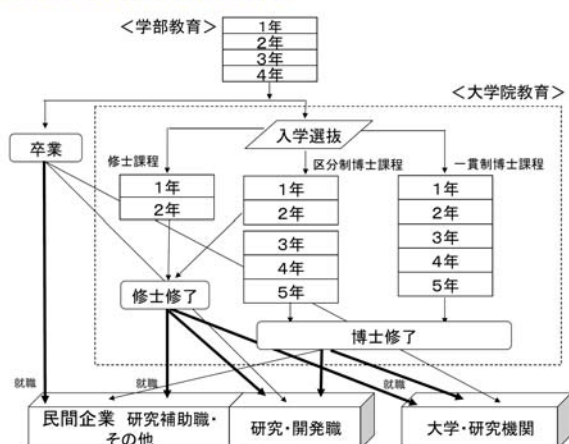 ＜学部教育＞
1年
2年
3年
4年
＜大学院教育＞
卒業
入学選抜
修士課程
区分制博士課程
一貫制博士課程
1年
2年
1年
2年
3年
4年
5年
1年
2年
3年
4年
5年
修士修了
博士修了
就職
就職
就職
民間企業 研究補助職・
その他
研究・開発職
大学・研究機関